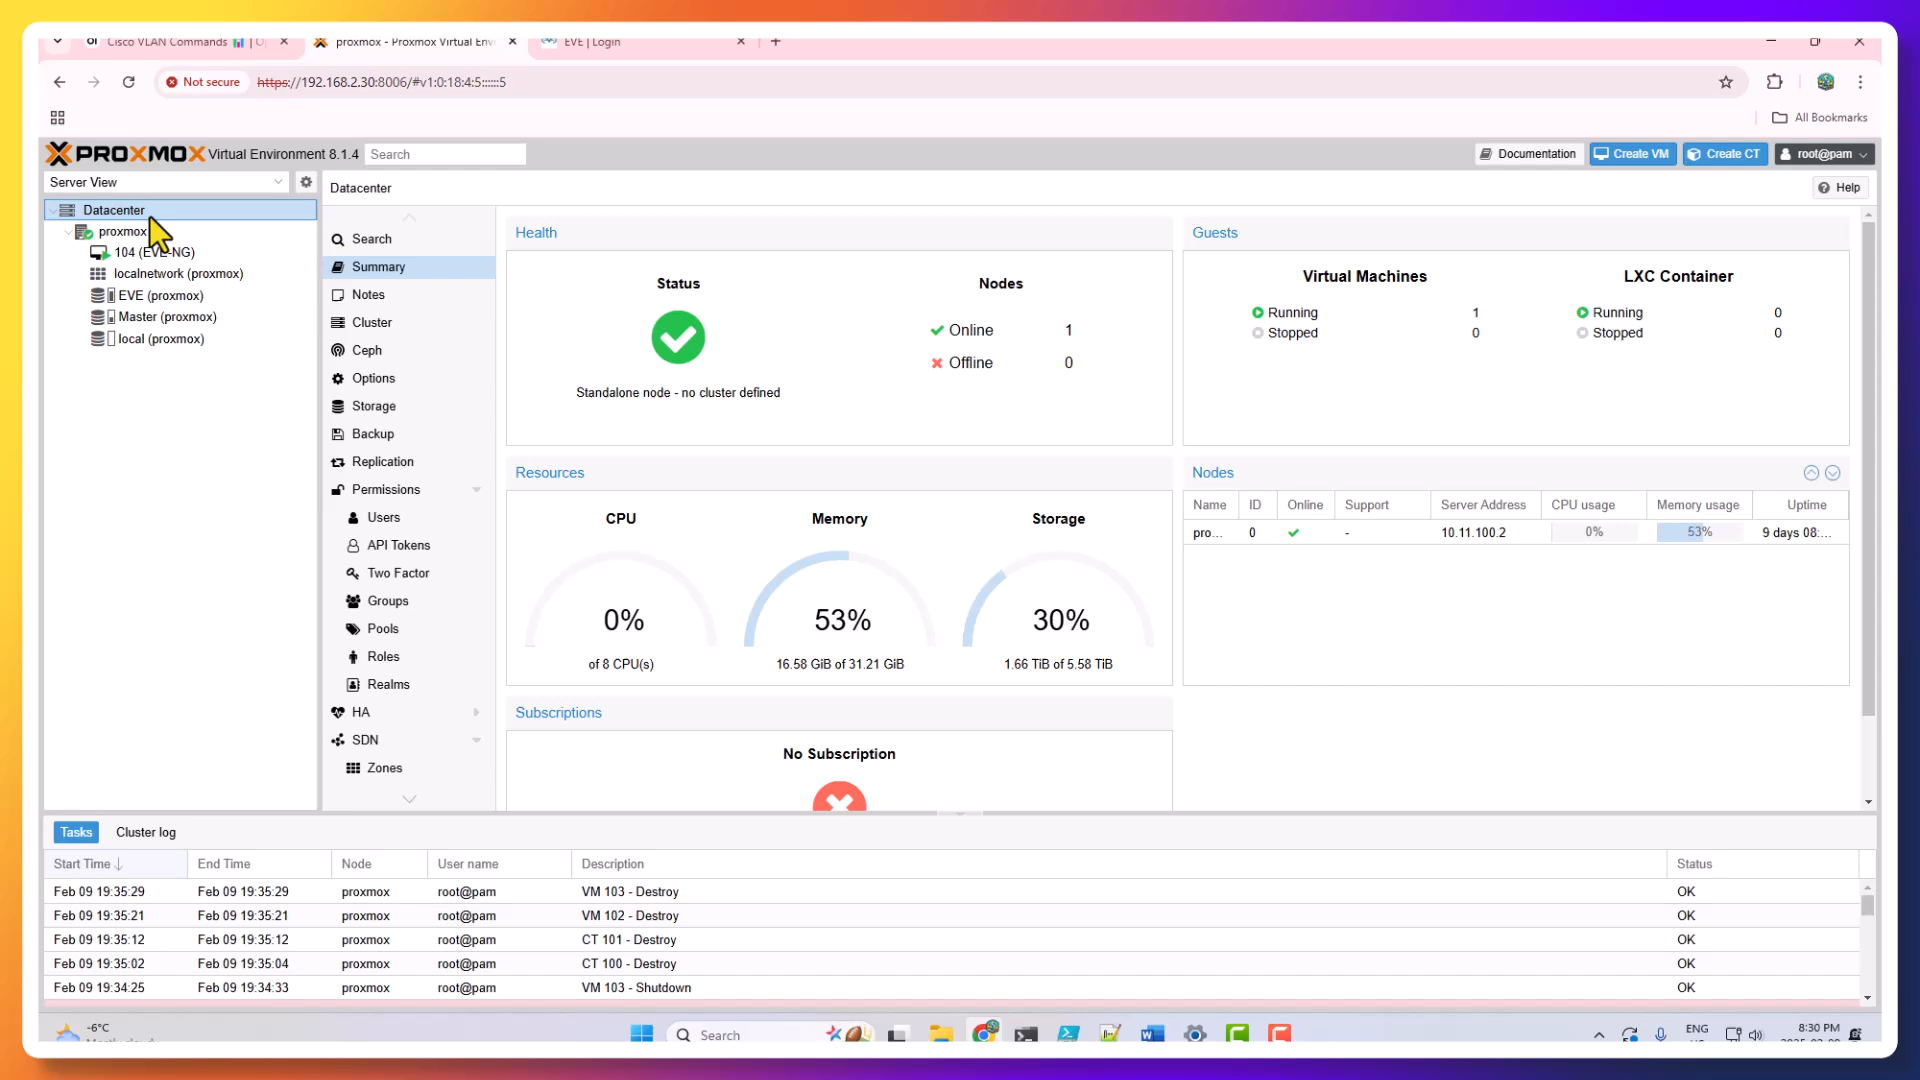 Cisco VLAN Commands
proxmox - Proxmox Virtual Env
EVE | Login
Not secure
https://192.168.2.30:8006/#v1:0:18:4:5::::::5
All Bookmarks
PROXMOX Virtual Environment 8.1.4
Search
Documentation
Create VM
Create CT
root@pam
Server View
Datacenter
Help
Datacenter
proxmox
104 (EVE-NG)
localnetwork (proxmox)
EVE (proxmox)
Master (proxmox)
local (proxmox)
Search
Summary
Notes
Cluster
Ceph
Options
Storage
Backup
Replication
Permissions
Users
API Tokens
Two Factor
Groups
Pools
Roles
Realms
HA
SDN
Zones
Health
Status
Nodes
Online 1
Offline 0
Standalone node - no cluster defined
Guests
Virtual Machines
LXC Container
Running 1
Running 0
Stopped 0
Stopped 0
Resources
CPU
Memory
Storage
0%
53%
30%
of 8 CPU(s)
16.58 GiB of 31.21 GiB
1.66 TiB of 5.58 TiB
Nodes
Name ID Online Support Server Address CPU usage Memory usage Uptime
pro... 0 - 10.11.100.2 0% 53% 9 days 08:...
Subscriptions
No Subscription
Tasks
Cluster log
Start Time End Time Node User name Description Status
Feb 09 19:35:29 Feb 09 19:35:29 proxmox root@pam VM 103 - Destroy OK
Feb 09 19:35:21 Feb 09 19:35:21 proxmox root@pam VM 102 - Destroy OK
Feb 09 19:35:12 Feb 09 19:35:12 proxmox root@pam CT 101 - Destroy OK
Feb 09 19:35:02 Feb 09 19:35:04 proxmox root@pam CT 100 - Destroy OK
Feb 09 19:34:25 Feb 09 19:34:33 proxmox root@pam VM 103 - Shutdown OK
-6°C
Search
ENG
8:30 PM